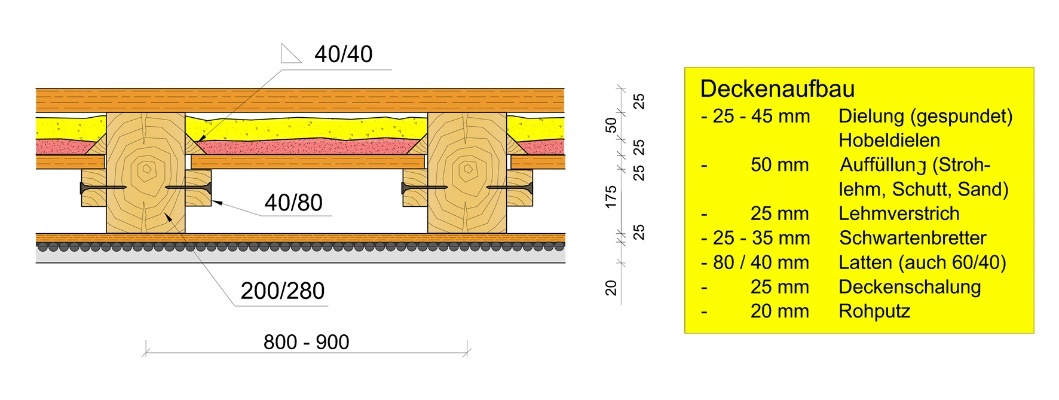 40/40
40/80
200/280
800 - 900
25
50
25
25
175
25
20
Deckenaufbau
- 25 - 45 mm Dielung (gespundet)
Hobeldielen
- 50 mm Auffüllung (Stroh-
lehm, Schutt, Sand)
- 25 mm Lehmverstrich
- 25 - 35 mm Schwartenbretter
- 80 / 40 mm Latten (auch 60/40)
- 25 mm Deckenschalung
- 20 mm Rohputz